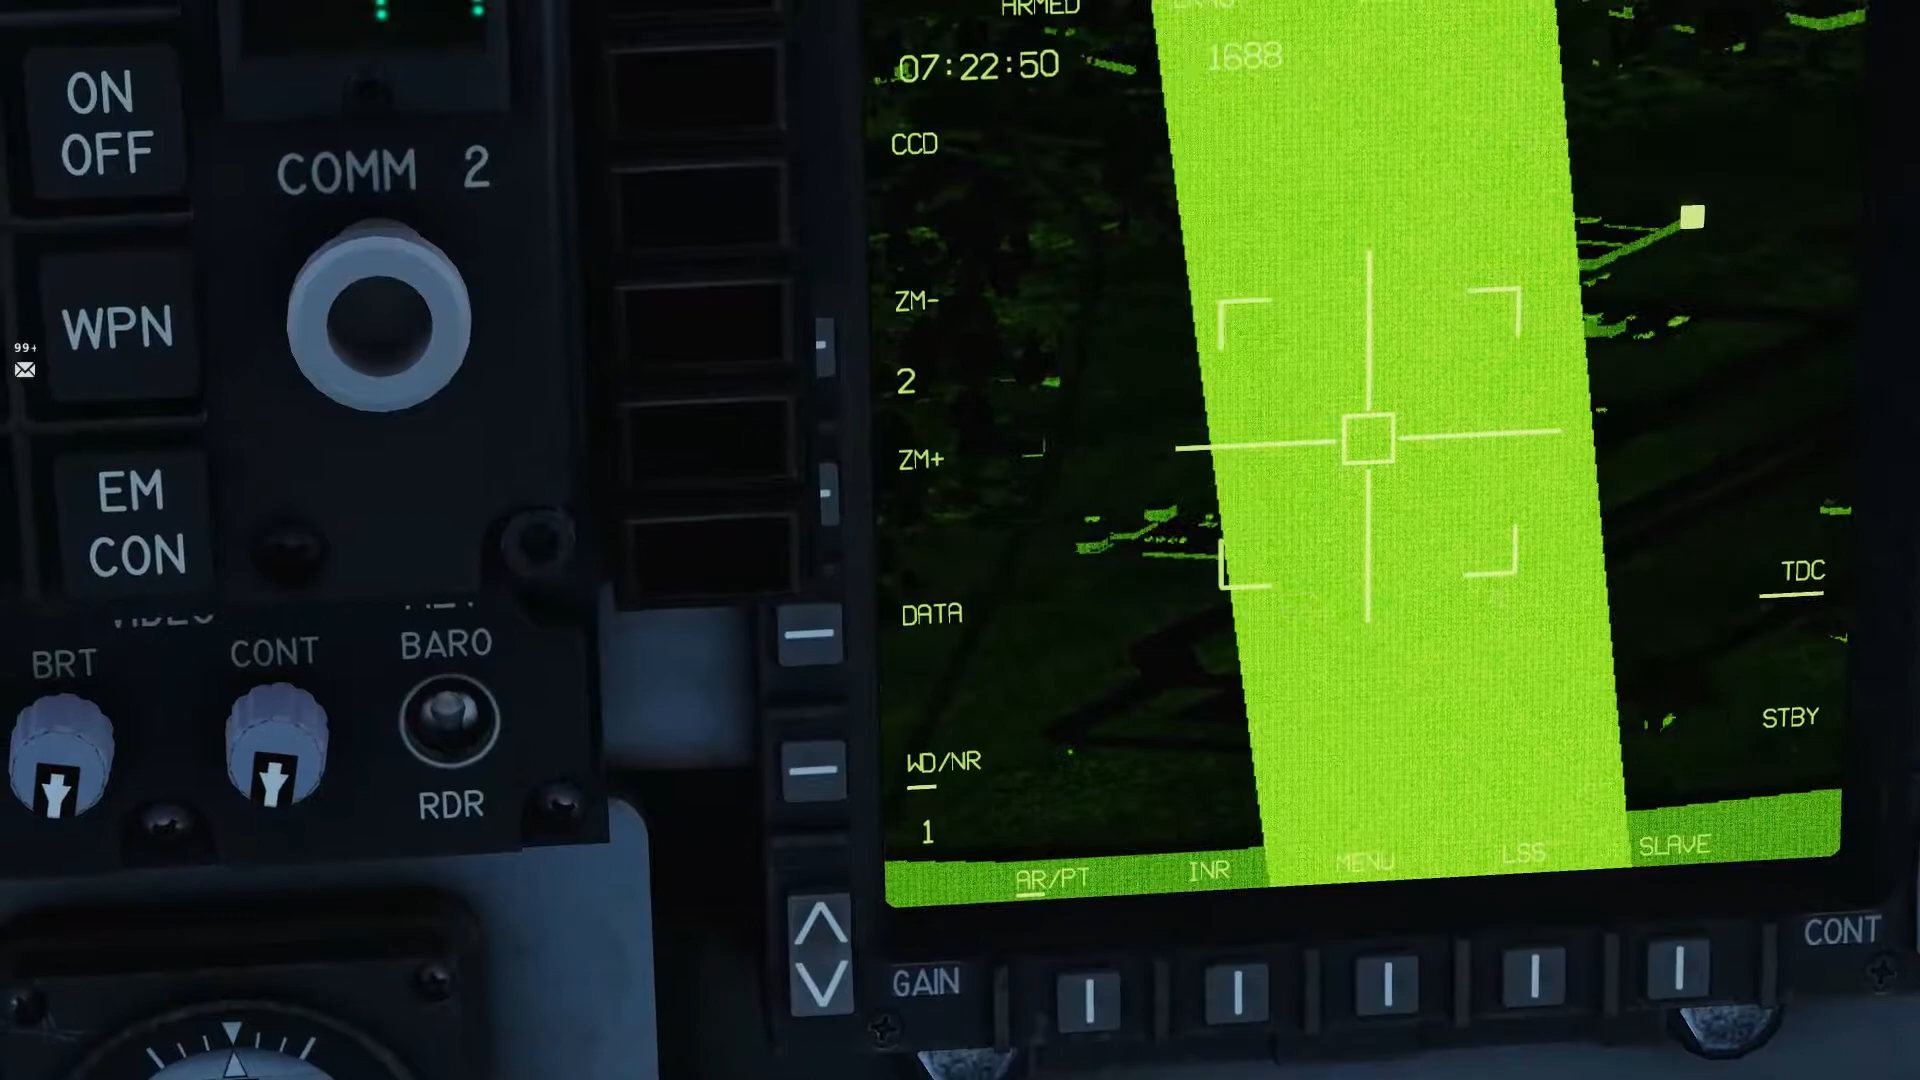 ON
OFF
COMM 2
WPN
99+
EM
CON
BRT
CONT
BARO
RDR
ARMED
07:22:50
1688
CCD
ZM-
2
ZM+
DATA
TDC
STBY
WD/NR
1
AR/PT
INR
MENU
LSS
SLAVE
GAIN
CONT